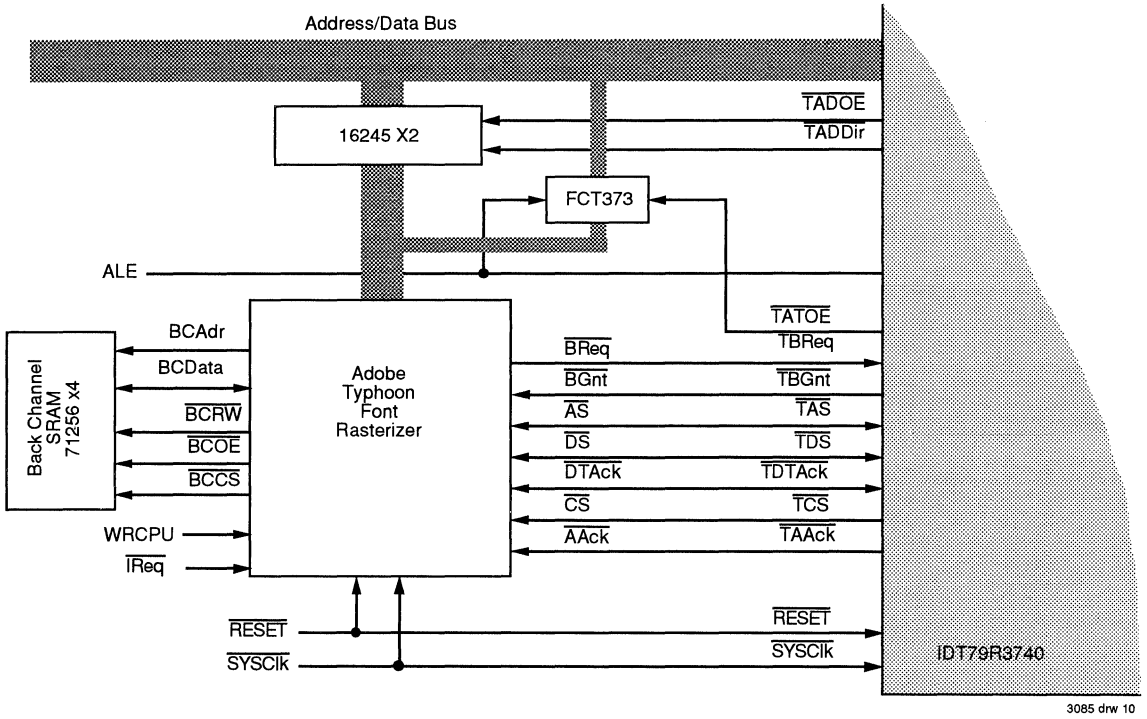 Address/Data Bus
TADOE
16245 X2
TADDir
FCT373
ALE
TATOE
BCAdr
BReq
TBReq
BCData
BGnt
TBGnt
Back Channel
SRAM
71256 x4
Adobe
Typhoon
Font
Rasterizer
BCRW
AS
TAS
BCOE
DS
TDS
BCCS
DTAck
TDTAck
CS
TCS
WRCPU
AAck
TAAck
IReq
RESET
RESET
SYSClk
SYSClk
IDT79R3740
3085 drw 10